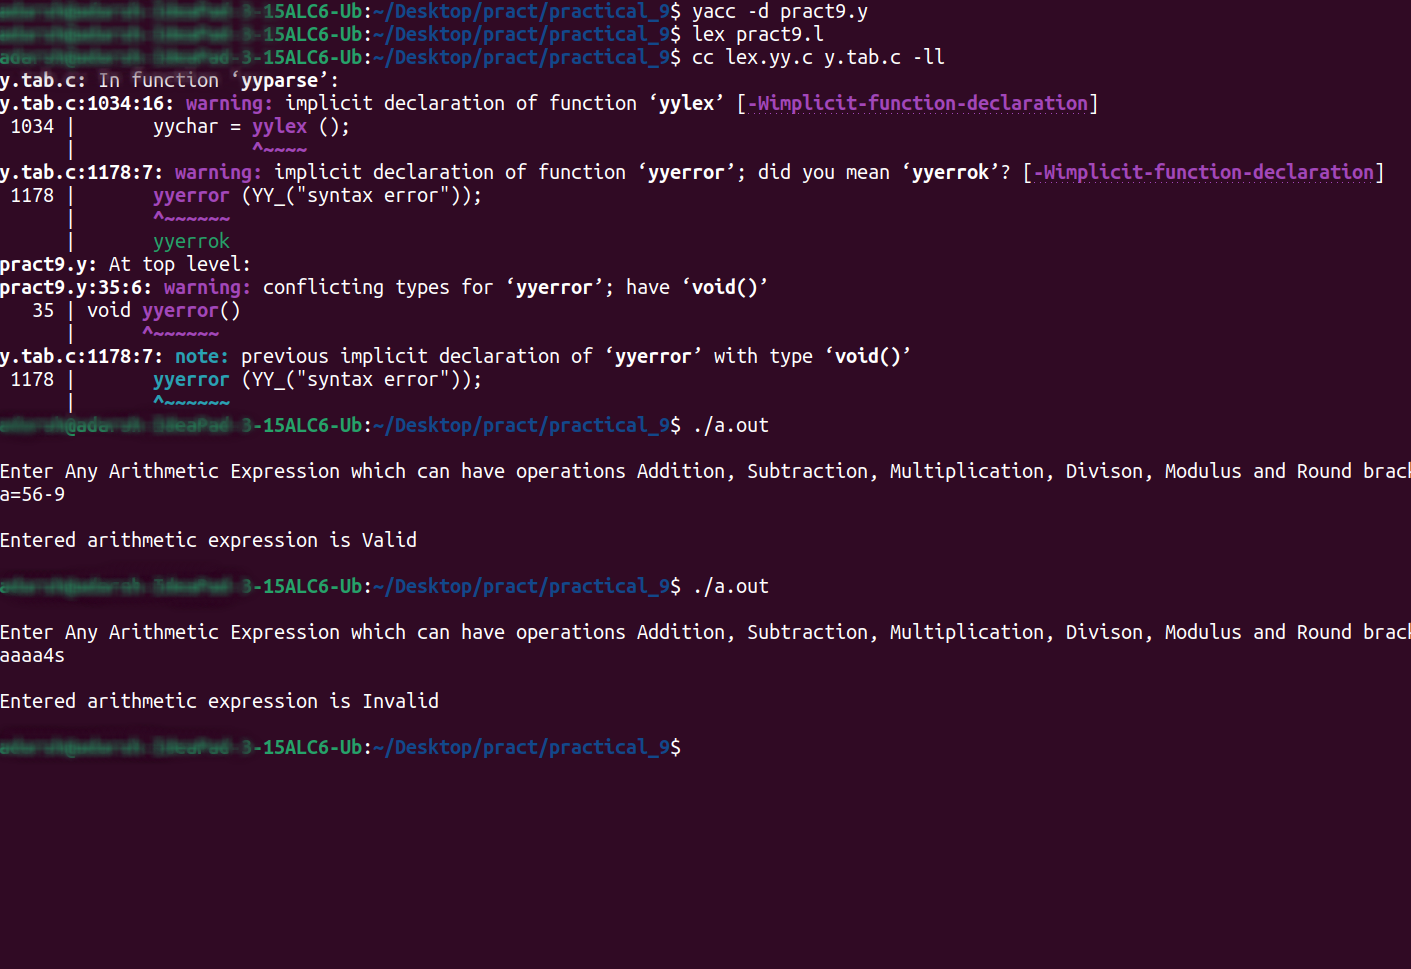 -3-15ALC6-Ub:~/Desktop/pract/practical_9$ yacc -d pract9.y
-3-15ALC6-Ub:~/Desktop/pract/practical_9$ lex pract9.l
-3-15ALC6-Ub:~/Desktop/pract/practical_9$ cc lex.yy.c y.tab.c -ll
y.tab.c: In function ‘yyparse’:
y.tab.c:1034:16: warning: implicit declaration of function ‘yylex’ [-Wimplicit-function-declaration]
1034 | yychar = yylex ();
| ^~~~~
y.tab.c:1178:7: warning: implicit declaration of function ‘yyerror’; did you mean ‘yyerrok’? [-Wimplicit-function-declaration]
1178 | yyerror (YY_("syntax error"));
| ^~~~~~~
| yyerrok
pract9.y: At top level:
pract9.y:35:6: warning: conflicting types for ‘yyerror’; have ‘void()’
35 | void yyerror()
| ^~~~~~~
y.tab.c:1178:7: note: previous implicit declaration of ‘yyerror’ with type ‘void()’
1178 | yyerror (YY_("syntax error"));
| ^~~~~~~
-3-15ALC6-Ub:~/Desktop/pract/practical_9$ ./a.out
Enter Any Arithmetic Expression which can have operations Addition, Subtraction, Multiplication, Divison, Modulus and Round brack
a=56-9
Entered arithmetic expression is Valid
-3-15ALC6-Ub:~/Desktop/pract/practical_9$ ./a.out
Enter Any Arithmetic Expression which can have operations Addition, Subtraction, Multiplication, Divison, Modulus and Round brack
aaaa4s
Entered arithmetic expression is Invalid
-3-15ALC6-Ub:~/Desktop/pract/practical_9$